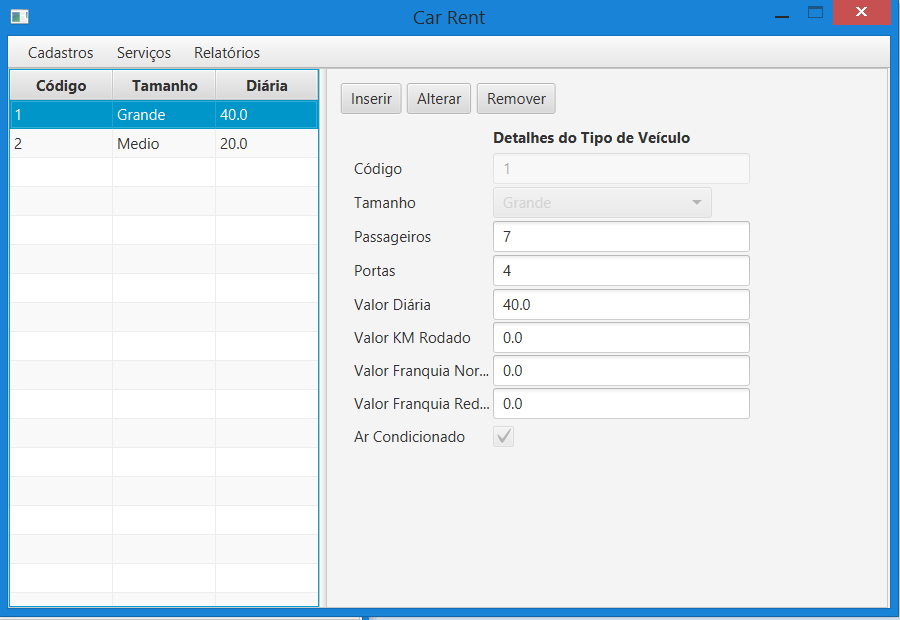 Car Rent
Cadastros Serviços Relatórios
Código Tamanho Diária
1 Grande 40.0
2 Medio 20.0
Inserir Alterar Remover
Detalhes do Tipo de Veículo
Código 1
Tamanho Grande
Passageiros 7
Portas 4
Valor Diária 40.0
Valor KM Rodado 0.0
Valor Franquia Nor... 0.0
Valor Franquia Red... 0.0
Ar Condicionado